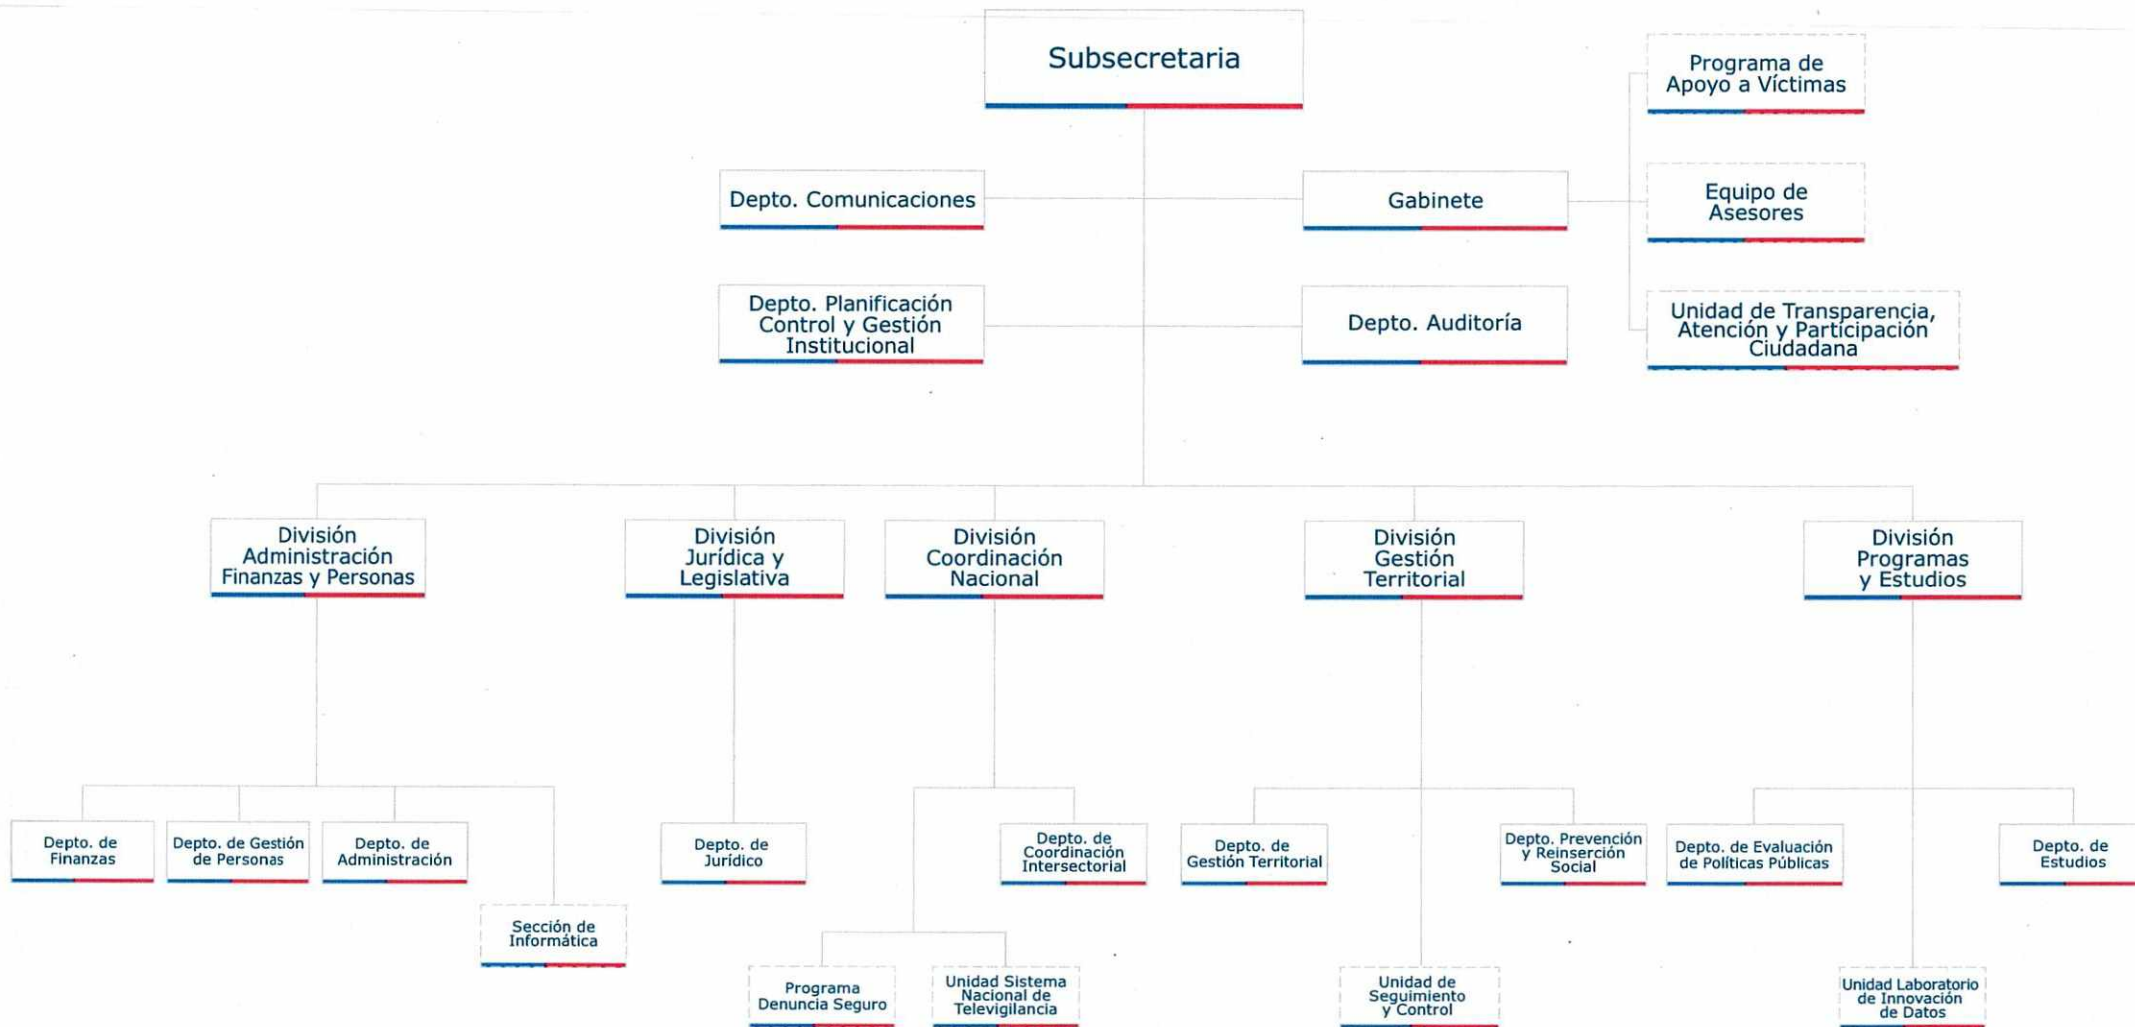 Subsecretaria
Programa de
Apoyo a Víctimas
Depto. Comunicaciones
Gabinete
Equipo de
Asesores
Depto. Planificación
Control y Gestión
Institucional
Depto. Auditoría
Unidad de Transparencia,
Atención y Participación
Ciudadana
División
Administración
Finanzas y Personas
División
Jurídica y
Legislativa
División
Coordinación
Nacional
División
Gestión
Territorial
División
Programas
y Estudios
Depto. de
Finanzas
Depto. de Gestión
de Personas
Depto. de
Administración
Sección de
Informática
Depto. de
Jurídico
Depto. de
Coordinación
Intersectorial
Programa
Denuncia Seguro
Unidad Sistema
Nacional de
Televigilancia
Depto. de
Gestión Territorial
Depto. Prevención
y Reinserción
Social
Unidad de
Seguimiento
y Control
Depto. de Evaluación
de Políticas Públicas
Depto. de
Estudios
Unidad Laboratorio
de Innovación
de Datos